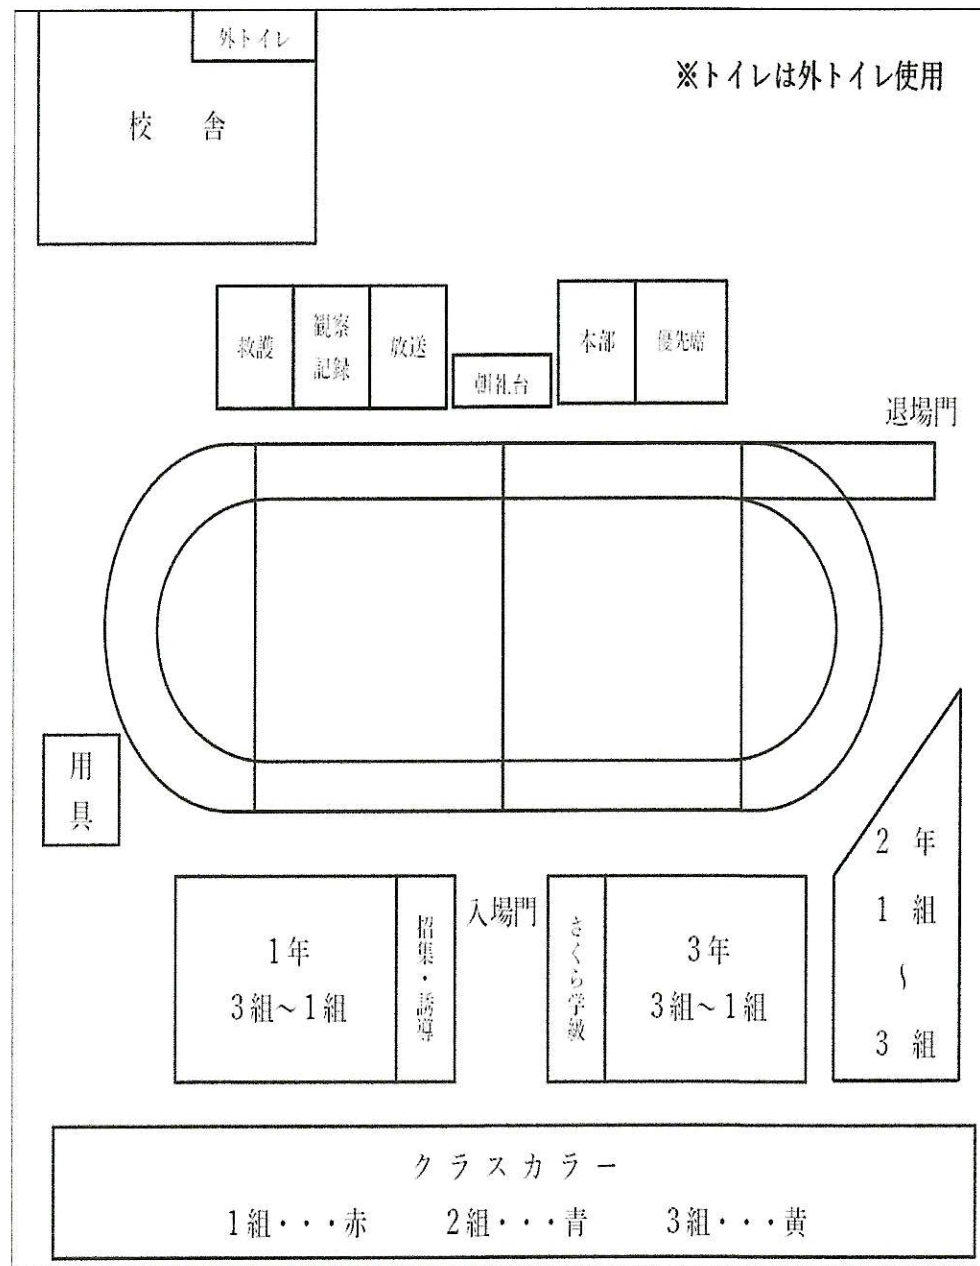 外トイレ
※トイレは外トイレ使用
校　舎
救護
観察
記録
放送
朝礼台
本部
優先席
退場門
用
具
1年
3組～1組
招集・誘導
入場門
さくら学級
3年
3組～1組
2 年
1 組
～
3 組
クラスカラー
1組・・・赤　2組・・・青　3組・・・黄